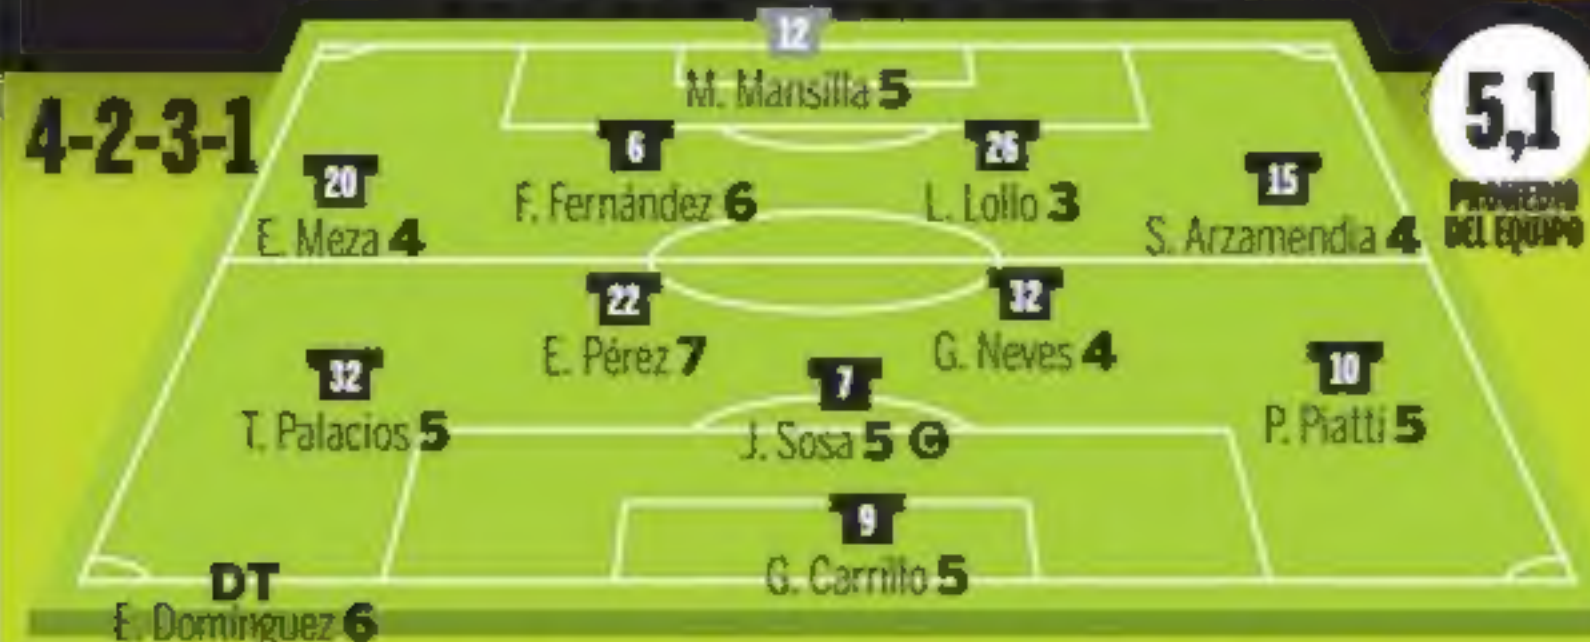 12
M. Mansilla 5
5,1
PROMEDIO
DEL EQUIPO
4-2-3-1
20
E. Meza 4
6
F. Fernández 6
26
L. Lollo 3
15
S. Arzamendia 4
22
E. Pérez 7
32
G. Neves 4
32
T. Palacios 5
7
J. Sosa 5 C
10
P. Piatti 5
9
G. Carrillo 5
DT
E. Domínguez 6